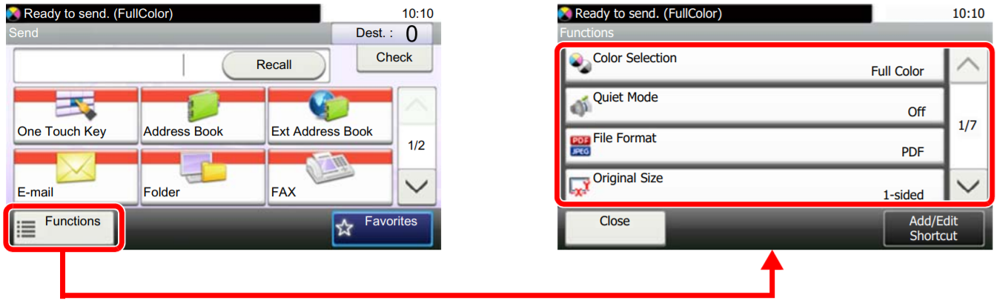 Ready to send. (FullColor) 10:10
Send Dest. : 0
Recall Check
One Touch Key Address Book Ext Address Book
1/2
E-mail Folder FAX
Functions Favorites
Ready to send. (FullColor) 10:10
Functions
Color Selection
Full Color
Quiet Mode
Off
1/7
PDF File Format
JPEG PDF
Original Size
X Y
1-sided
Close Add/Edit
Shortcut